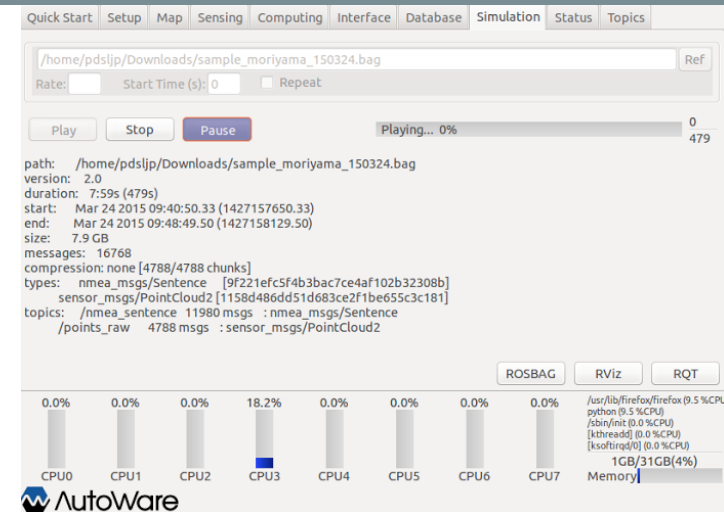 Quick Start Setup Map Sensing Computing Interface Database Simulation Status Topics
/home/pdsljp/Downloads/sample_moriyama_150324.bag Ref
Rate: Start Time (s): 0 Repeat
Play Stop Pause Playing... 0% 0
479
path: /home/pdsljp/Downloads/sample_moriyama_150324.bag
version: 2.0
duration: 7:59s (479s)
start: Mar 24 2015 09:40:50.33 (1427157650.33)
end: Mar 24 2015 09:48:49.50 (1427158129.50)
size: 7.9 GB
messages: 16768
compression: none [4788/4788 chunks]
types: nmea_msgs/Sentence [9f221efc5f4b3bac7ce4af102b32308b]
sensor_msgs/PointCloud2 [1158d486dd51d683ce2f1be655c3c181]
topics: /nmea_sentence 11980 msgs : nmea_msgs/Sentence
/points_raw 4788 msgs : sensor_msgs/PointCloud2
ROSBAG RViz RQT
0.0% 0.0% 0.0% 18.2% 0.0% 0.0% 0.0% 0.0%
/usr/lib/firefox/firefox (9.5 %CPU
python (9.5 %CPU)
/sbin/init (0.0 %CPU)
[kthreadd] (0.0 %CPU)
[ksoftirqd/0] (0.0 %CPU)
1GB/31GB(4%)
CPU0 CPU1 CPU2 CPU3 CPU4 CPU5 CPU6 CPU7 Memory
AutoWare